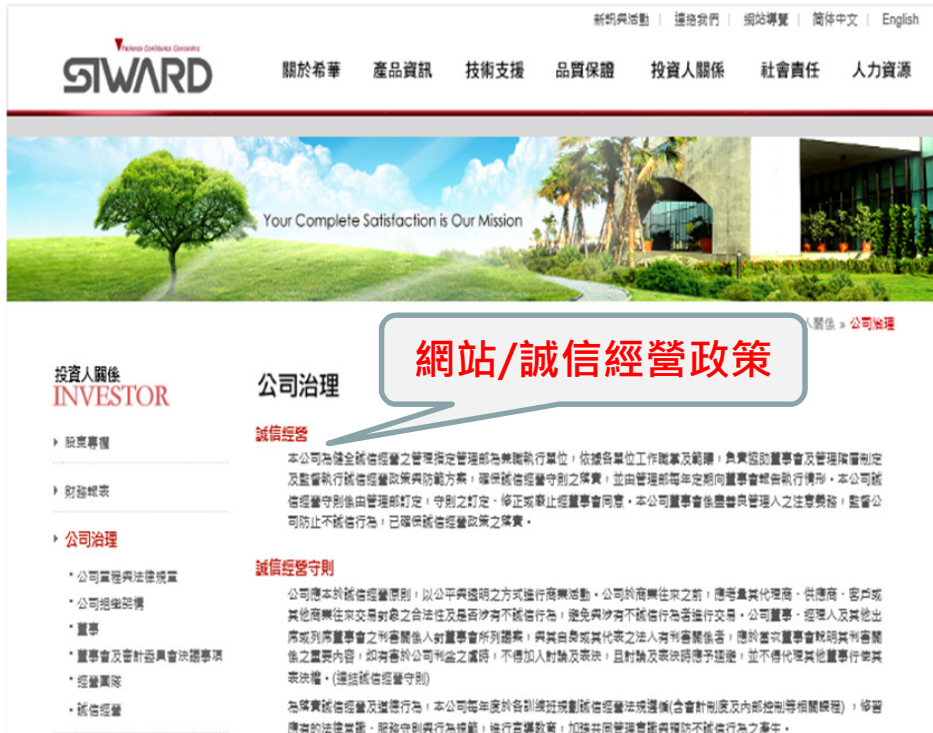 新訊與活動 | 連絡我們 | 網站導覽 | 简体中文 | English
SIWARD
關於希華 產品資訊 技術支援 品質保證 投資人關係 社會責任 人力資源
Your Complete Satisfaction is Our Mission
人關係 » 公司治理
網站/誠信經營政策
投資人關係
INVESTOR
公司治理
股東專欄
財務報表
公司治理
公司章程與法律規章
公司組織架構
董事
董事會及審計委員會決議事項
經營團隊
誠信經營
誠信經營
本公司為健全誠信經營之管理指定管理部為兼職執行單位,依據各單位工作職掌及範疇,負責協助董事會及管理階層制定
及監督執行誠信經營政策與防範方案,確保誠信經營守則之落實,並由管理部每年定期向董事會報告執行情形。本公司誠
信經營守則係由管理部訂定,守則之訂定、修正或廢止經董事會同意。本公司董事會係盡善良管理人之注意義務,監督公
司防止不誠信行為,已確保誠信經營政策之落實。
誠信經營守則
公司應本於誠信經營原則,以公平與透明之方式進行商業活動。公司於商業往來之前,應考量其代理商、供應商、客戶或
其他商業往來交易對象之合法性及是否涉有不誠信行為,避免與涉有不誠信行為者進行交易。公司董事、經理人及其他出
席或列席董事會之利害關係人對董事會所列議案,與其自身或其代表之法人有利害關係者,應於當次董事會說明其利害關
係之重要內容,如有害於公司利益之虞時,不得加入討論及表決,且討論及表決時應予迴避,並不得代理其他董事行使其
表決權。(連結誠信經營守則)
為落實誠信經營及道德行為,本公司每年度於各訓練班規劃誠信經營法規遵循(含會計制度及內部控制等相關課程),修習
應有的法律常識、服務守則與行為規範,進行宣導教育,加強共同管理意識與預防不誠信行為之產生。